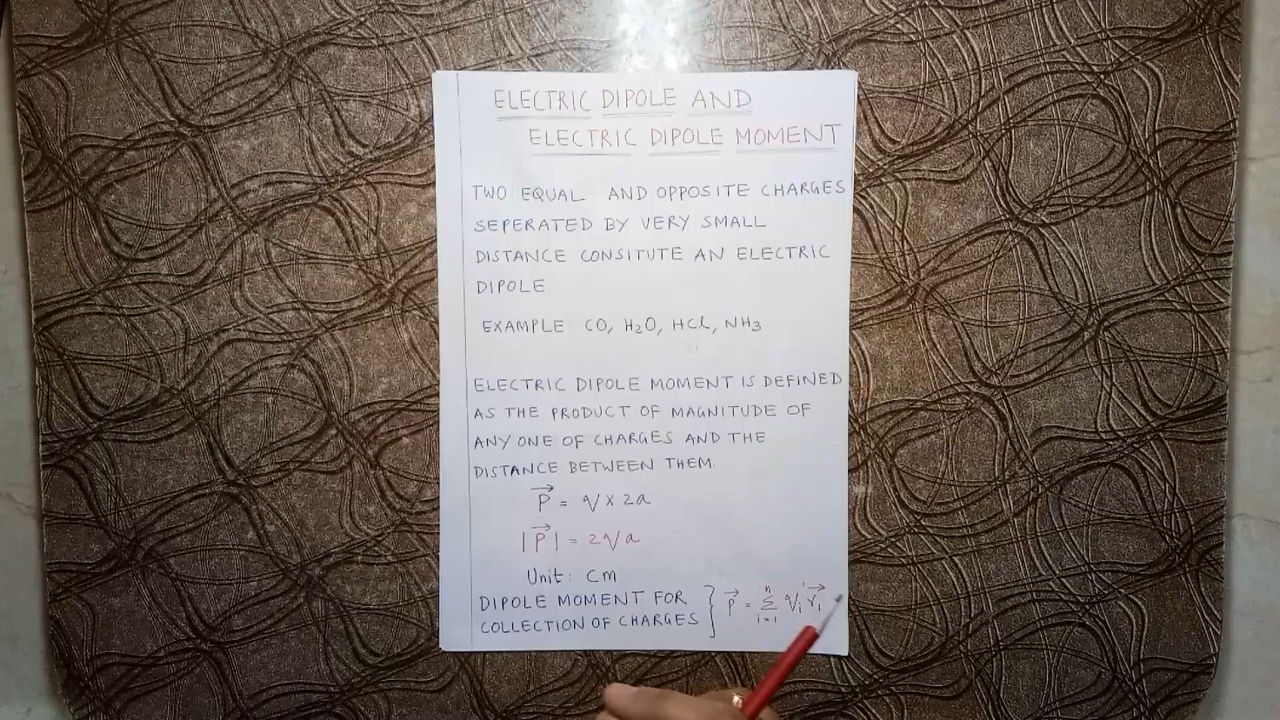 ELECTRIC DIPOLE AND
ELECTRIC DIPOLE MOMENT
TWO EQUAL AND OPPOSITE CHARGES
SEPERATED BY VERY SMALL
DISTANCE CONSITUTE AN ELECTRIC
DIPOLE
EXAMPLE CO, H₂O, HCl, NH₃
ELECTRIC DIPOLE MOMENT IS DEFINED
AS THE PRODUCT OF MAGNITUDE OF
ANY ONE OF CHARGES AND THE
DISTANCE BETWEEN THEM.
P⃗ = q × 2a
|P⃗| = 2qa
Unit: Cm
DIPOLE MOMENT FOR
COLLECTION OF CHARGES } P⃗ = Σ_{i=1}^{n} qᵢ r⃗ᵢ